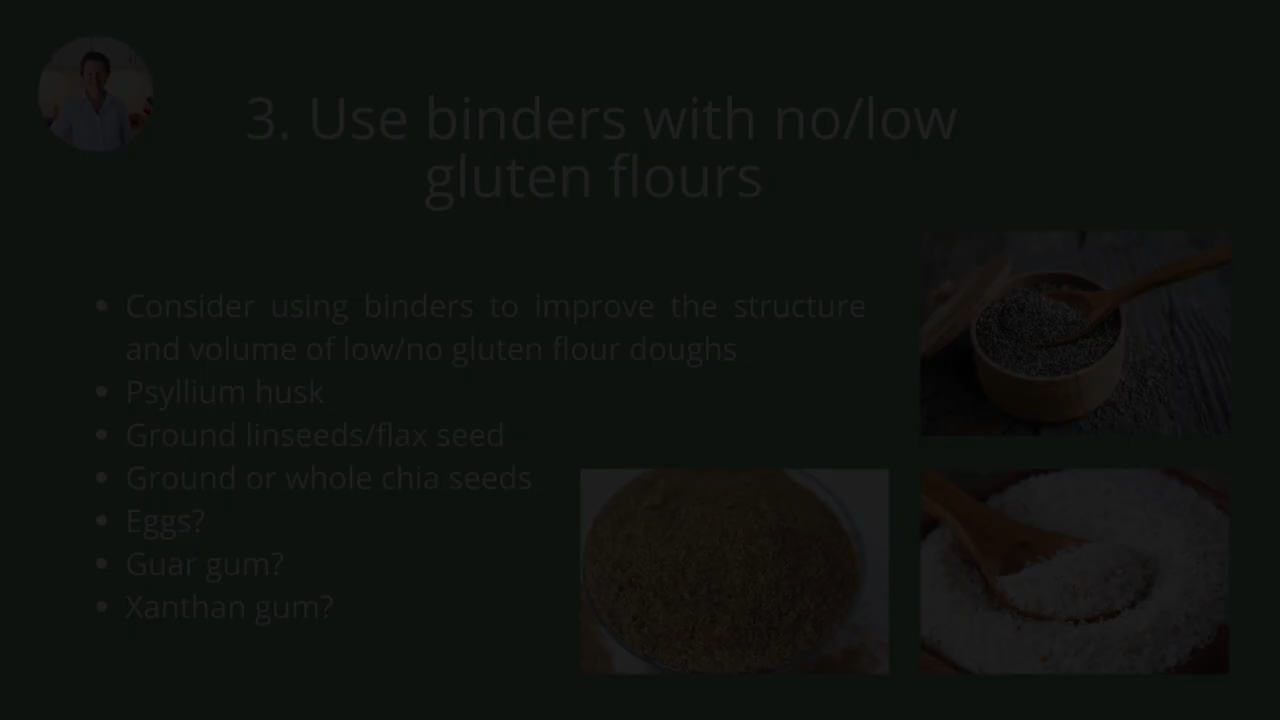 3. Use binders with no/low
gluten flours
• Consider using binders to improve the structure
and volume of low/no gluten flour doughs
• Psyllium husk
• Ground linseeds/flax seed
• Ground or whole chia seeds
• Eggs?
• Guar gum?
• Xanthan gum?